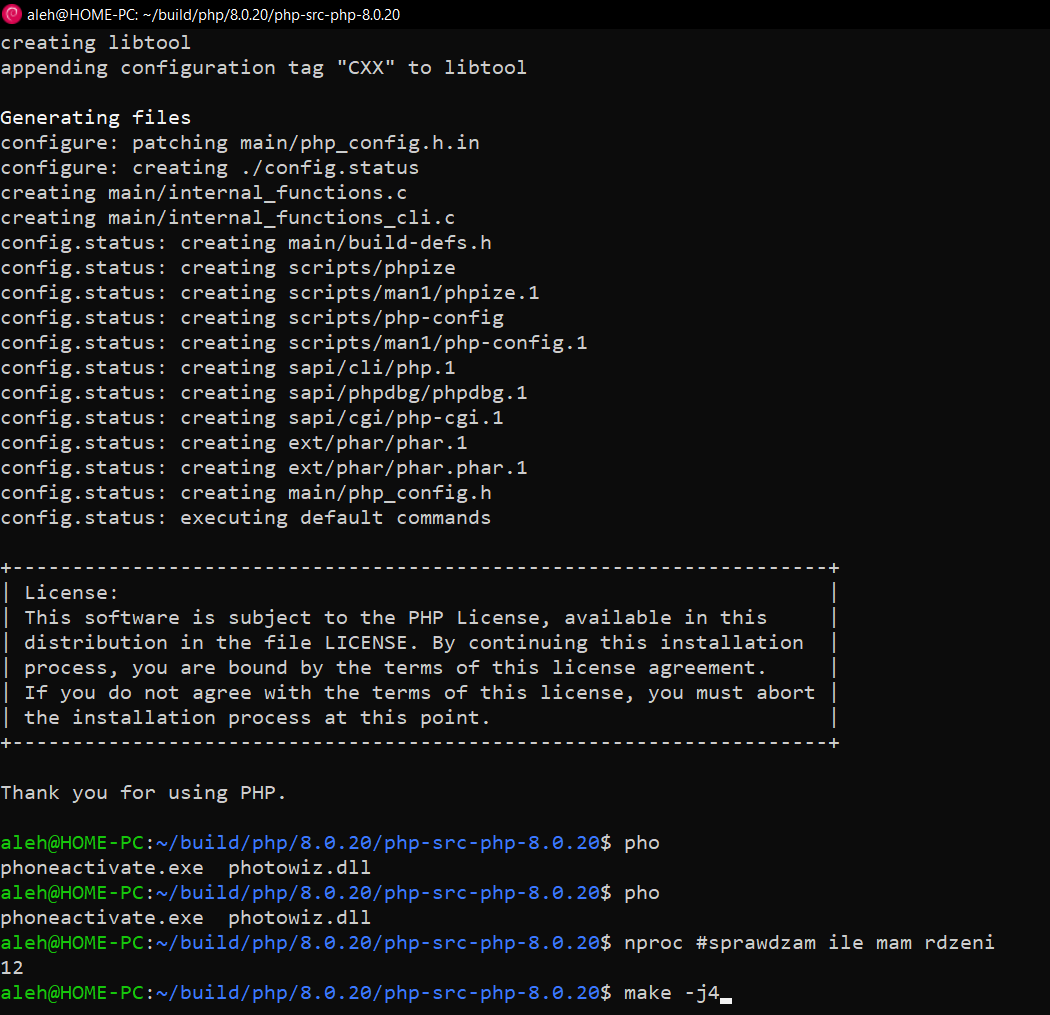 aleh@HOME-PC: ~/build/php/8.0.20/php-src-php-8.0.20
creating libtool
appending configuration tag "CXX" to libtool
Generating files
configure: patching main/php_config.h.in
configure: creating ./config.status
creating main/internal_functions.c
creating main/internal_functions_cli.c
config.status: creating main/build-defs.h
config.status: creating scripts/phpize
config.status: creating scripts/man1/phpize.1
config.status: creating scripts/php-config
config.status: creating scripts/man1/php-config.1
config.status: creating sapi/cli/php.1
config.status: creating sapi/phpdbg/phpdbg.1
config.status: creating sapi/cgi/php-cgi.1
config.status: creating ext/phar/phar.1
config.status: creating ext/phar/phar.phar.1
config.status: creating main/php_config.h
config.status: executing default commands
+--------------------------------------------------------------------+
| License:                                                           |
| This software is subject to the PHP License, available in this     |
| distribution in the file LICENSE. By continuing this installation  |
| process, you are bound by the terms of this license agreement.     |
| If you do not agree with the terms of this license, you must abort |
| the installation process at this point.                            |
+--------------------------------------------------------------------+
Thank you for using PHP.
aleh@HOME-PC:~/build/php/8.0.20/php-src-php-8.0.20$ pho
phoneactivate.exe  photowiz.dll
aleh@HOME-PC:~/build/php/8.0.20/php-src-php-8.0.20$ pho
phoneactivate.exe  photowiz.dll
aleh@HOME-PC:~/build/php/8.0.20/php-src-php-8.0.20$ nproc #sprawdzam ile mam rdzeni
12
aleh@HOME-PC:~/build/php/8.0.20/php-src-php-8.0.20$ make -j4